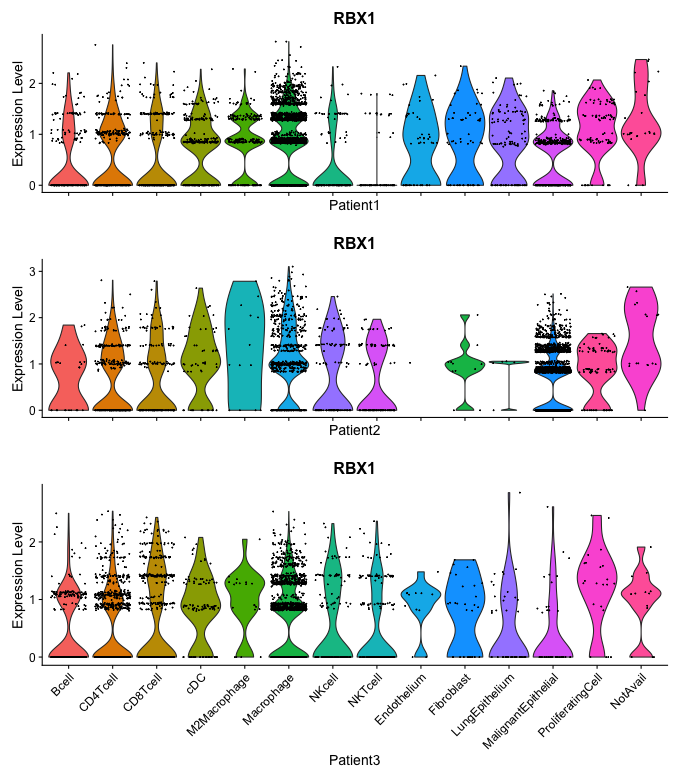 RBX1
Expression Level
2
1
0
Patient1
RBX1
Expression Level
3
2
1
0
Patient2
RBX1
Expression Level
2
1
0
Bcell
CD4Tcell
CD8Tcell
cDC
M2Macrophage
Macrophage
NKcell
NKTcell
Endothelium
Fibroblast
LungEpithelium
MalignantEpithelial
ProliferatingCell
NotAvail
Patient3